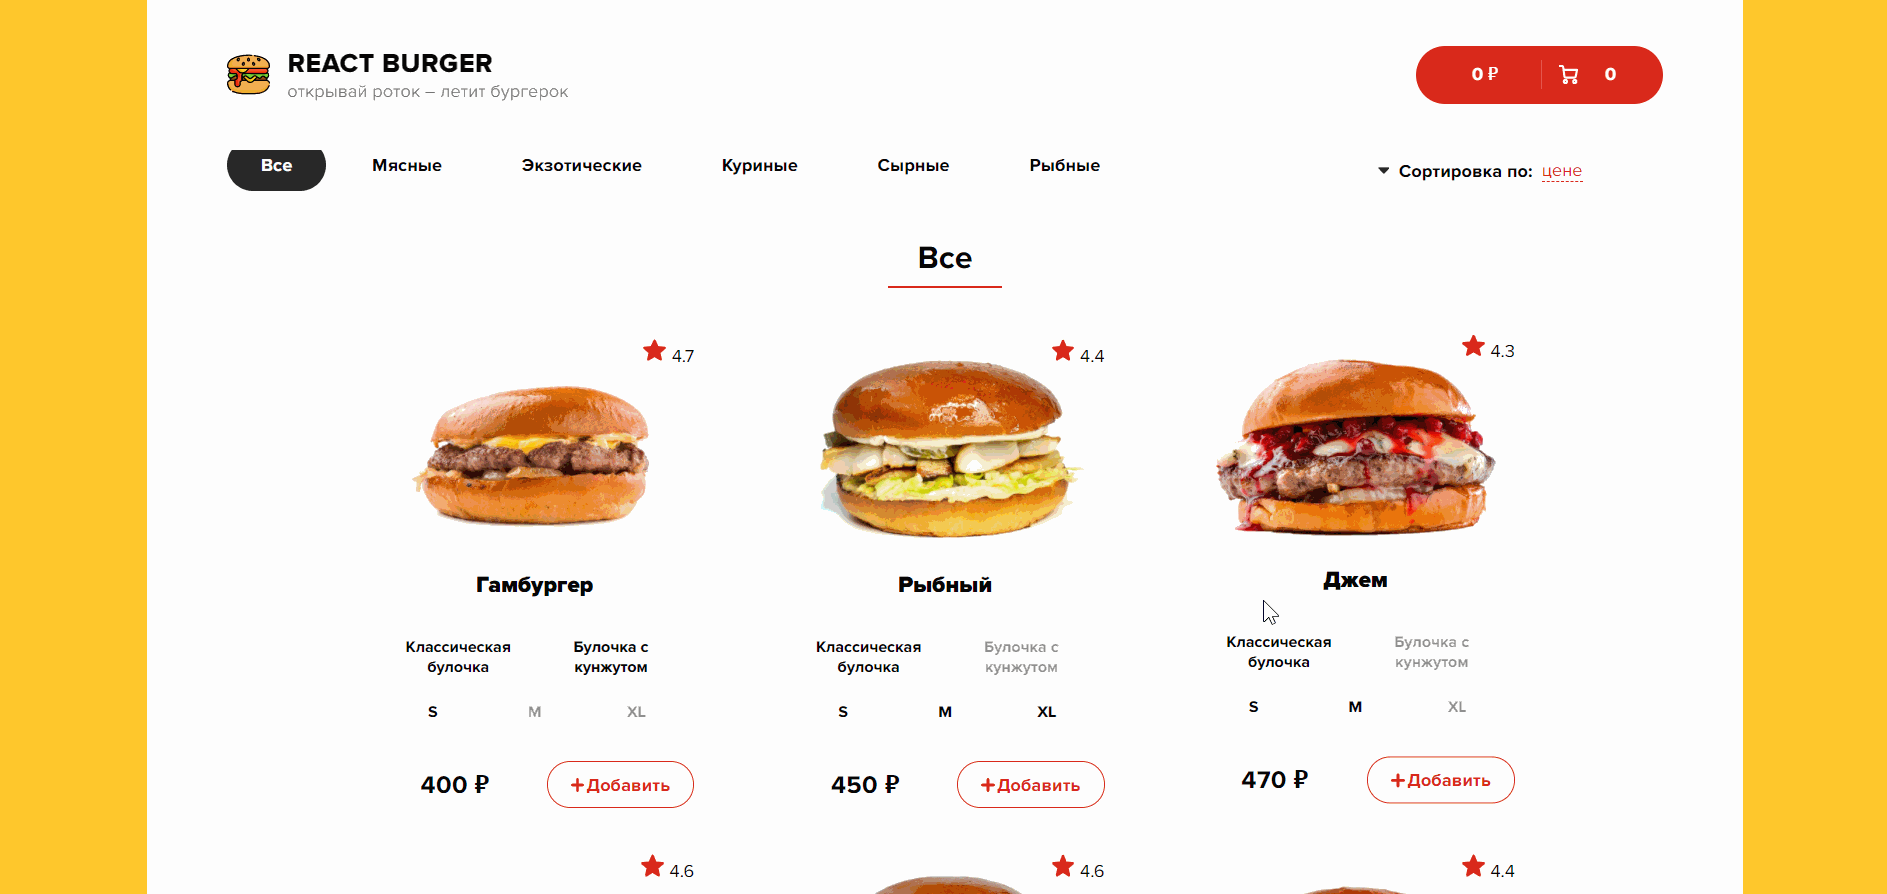 REACT BURGER
открывай роток – летит бургерок
0 ₽ 0
Все Мясные Экзотические Куриные Сырные Рыбные
Сортировка по: цене
Все
4.7
4.4
4.3
Гамбургер
Рыбный
Джем
Классическая булочка
Булочка с кунжутом
Классическая булочка
Булочка с кунжутом
Классическая булочка
Булочка с кунжутом
S M XL
S M XL
S M XL
400 ₽ +Добавить
450 ₽ +Добавить
470 ₽ +Добавить
4.6
4.6
4.4